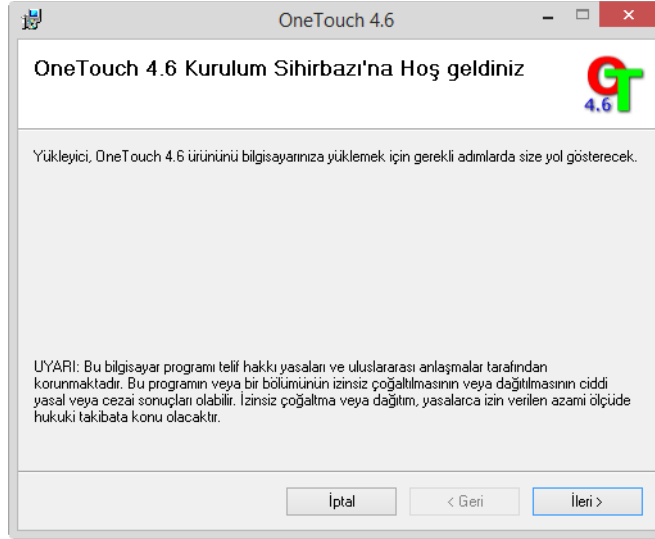 OneTouch 4.6
OneTouch 4.6 Kurulum Sihirbazı'na Hoş geldiniz
GT
4.6
Yükleyici, OneTouch 4.6 ürününü bilgisayarınıza yüklemek için gerekli adımlarda size yol gösterecek.
UYARI: Bu bilgisayar programı telif hakkı yasaları ve uluslararası anlaşmalar tarafından
korunmaktadır. Bu programın veya bir bölümünün izinsiz çoğaltılmasının veya dağıtılmasının ciddi
yasal veya cezai sonuçları olabilir. İzinsiz çoğaltma veya dağıtım, yasalarca izin verilen azami ölçüde
hukuki takibata konu olacaktır.
İptal
< Geri
İleri >